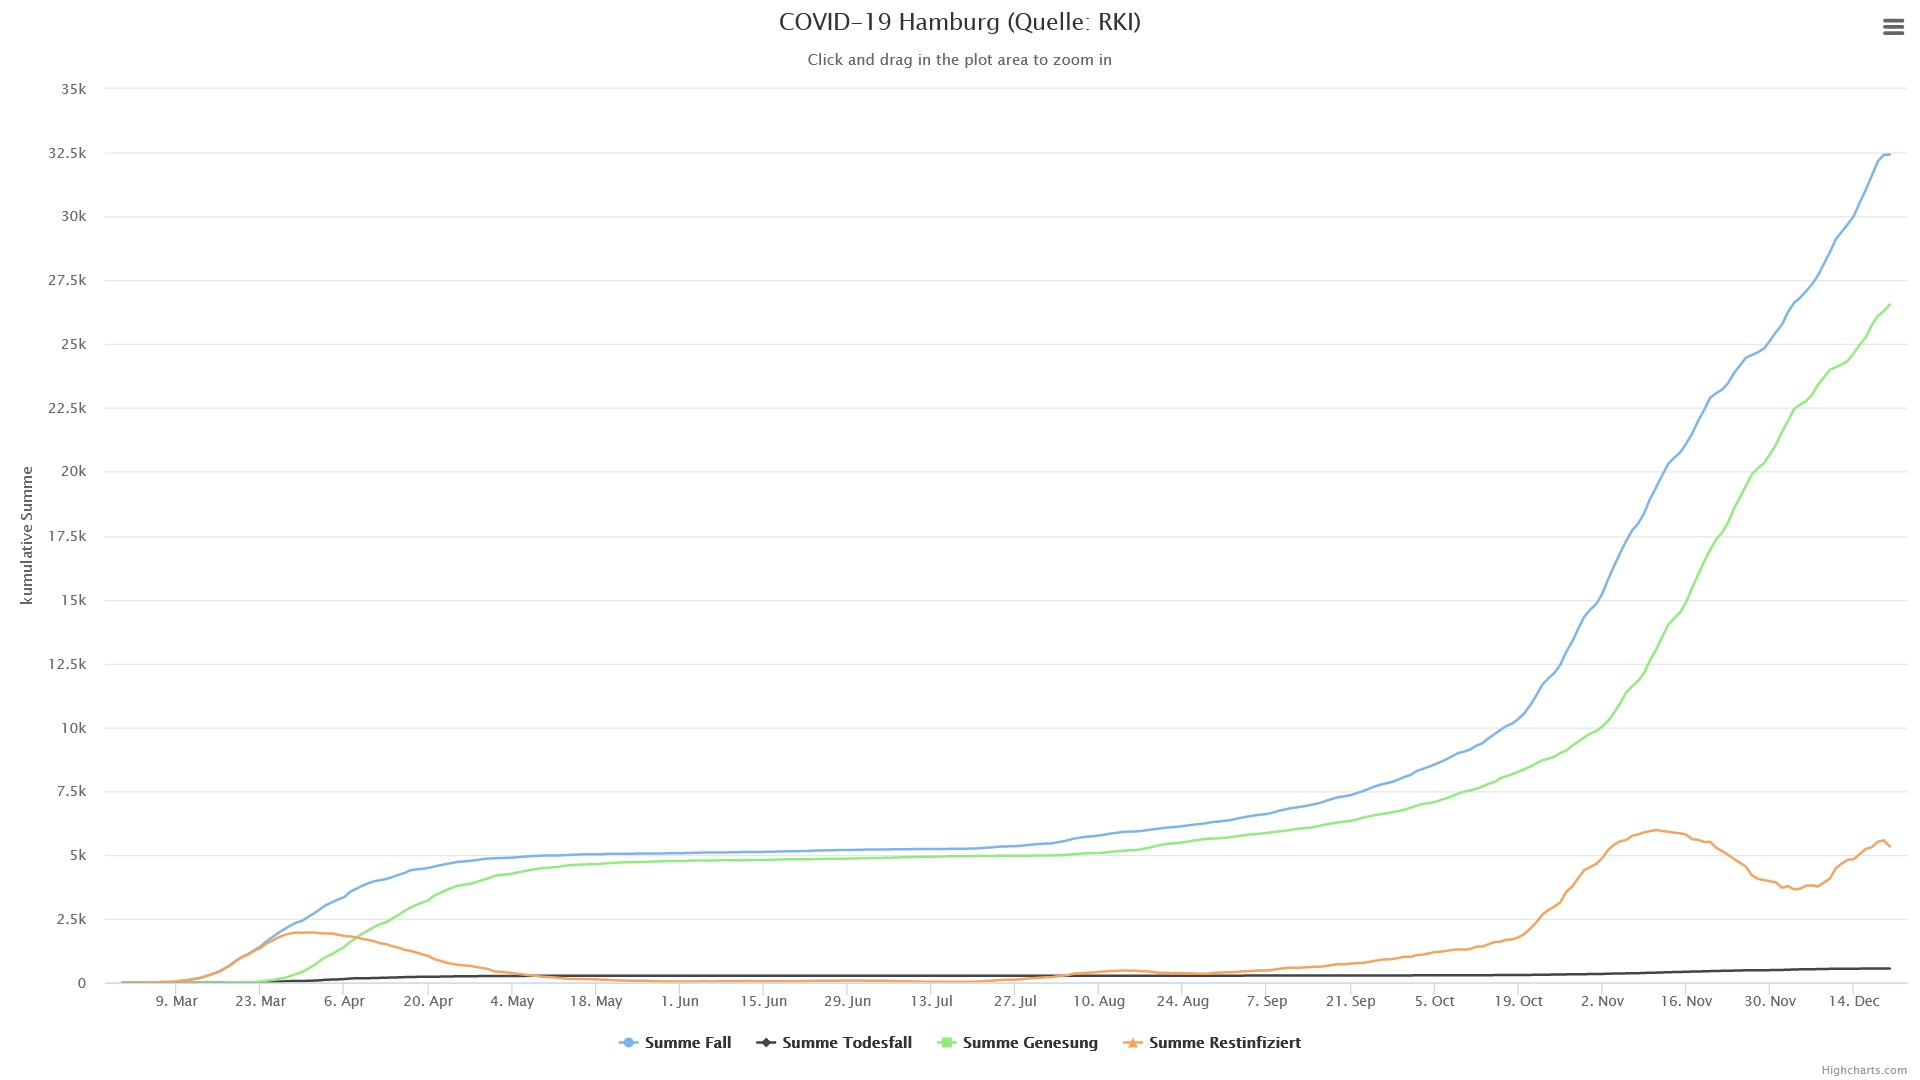 COVID-19 Hamburg (Quelle: RKI)
Click and drag in the plot area to zoom in
kumulative Summe
35k
32.5k
30k
27.5k
25k
22.5k
20k
17.5k
15k
12.5k
10k
7.5k
5k
2.5k
0
9. Mar 23. Mar 6. Apr 20. Apr 4. May 18. May 1. Jun 15. Jun 29. Jun 13. Jul 27. Jul 10. Aug 24. Aug 7. Sep 21. Sep 5. Oct 19. Oct 2. Nov 16. Nov 30. Nov 14. Dec
Summe Fall Summe Todesfall Summe Genesung Summe Restinfiziert
Highcharts.com